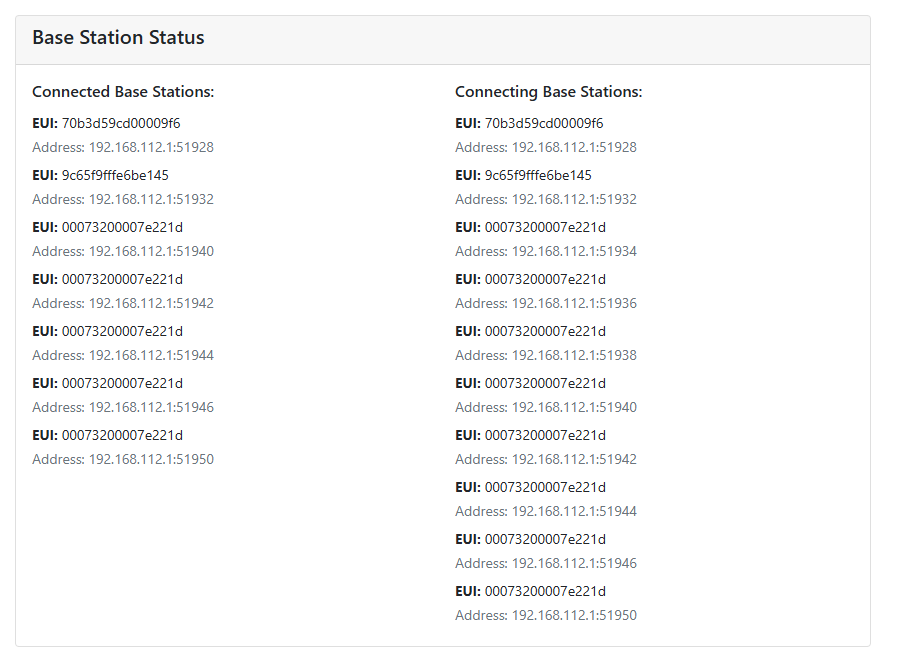 Base Station Status
Connected Base Stations:
EUI: 70b3d59cd00009f6
Address: 192.168.112.1:51928
EUI: 9c65f9fffe6be145
Address: 192.168.112.1:51932
EUI: 00073200007e221d
Address: 192.168.112.1:51940
EUI: 00073200007e221d
Address: 192.168.112.1:51942
EUI: 00073200007e221d
Address: 192.168.112.1:51944
EUI: 00073200007e221d
Address: 192.168.112.1:51946
EUI: 00073200007e221d
Address: 192.168.112.1:51950
Connecting Base Stations:
EUI: 70b3d59cd00009f6
Address: 192.168.112.1:51928
EUI: 9c65f9fffe6be145
Address: 192.168.112.1:51932
EUI: 00073200007e221d
Address: 192.168.112.1:51934
EUI: 00073200007e221d
Address: 192.168.112.1:51936
EUI: 00073200007e221d
Address: 192.168.112.1:51938
EUI: 00073200007e221d
Address: 192.168.112.1:51940
EUI: 00073200007e221d
Address: 192.168.112.1:51942
EUI: 00073200007e221d
Address: 192.168.112.1:51944
EUI: 00073200007e221d
Address: 192.168.112.1:51946
EUI: 00073200007e221d
Address: 192.168.112.1:51950